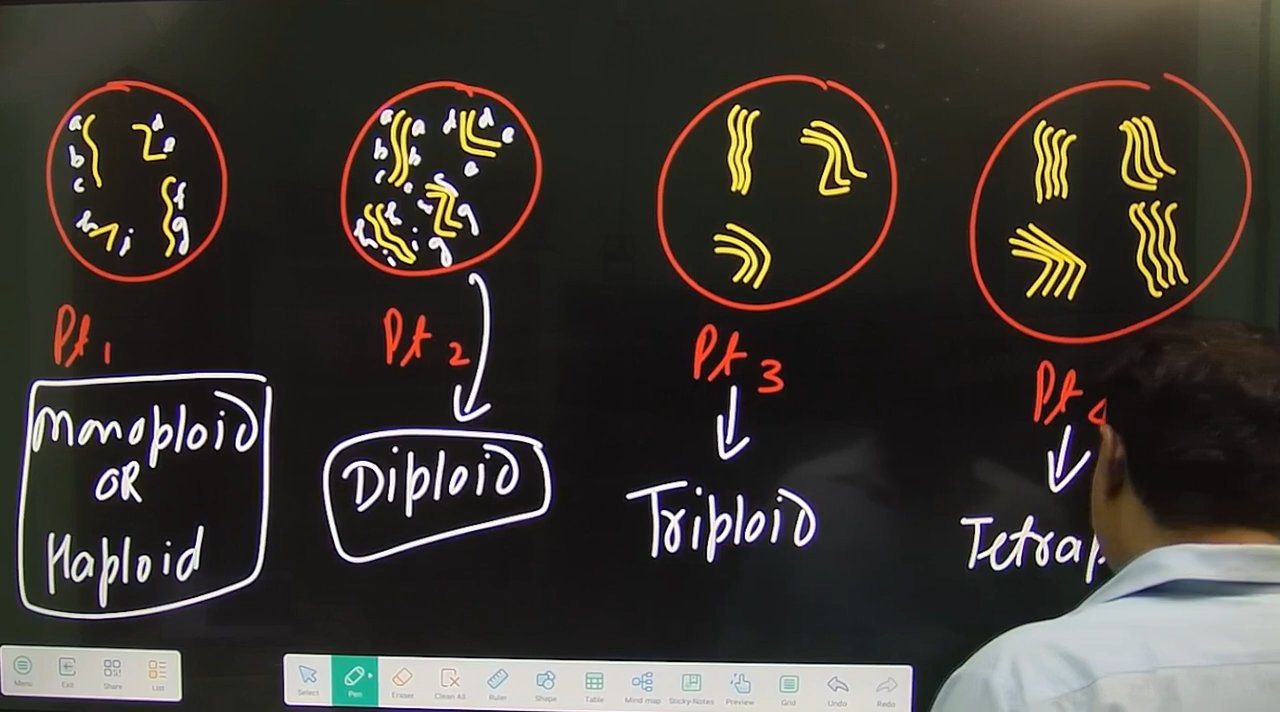 a
b
c
d
e
f
g
h
i
a a
b b
c c
d d e
e
h h
i i
g g
Pt 1
Pt 2
Pt 3
Pt 4
Monoploid
OR
Haploid
Diploid
Triploid
Tetrap
Menu
Exit
Share
List
Select
Pen
Eraser
Clean All
Ruler
Shape
Table
Mind map
Sticky-Notes
Preview
Grid
Undo
Redo